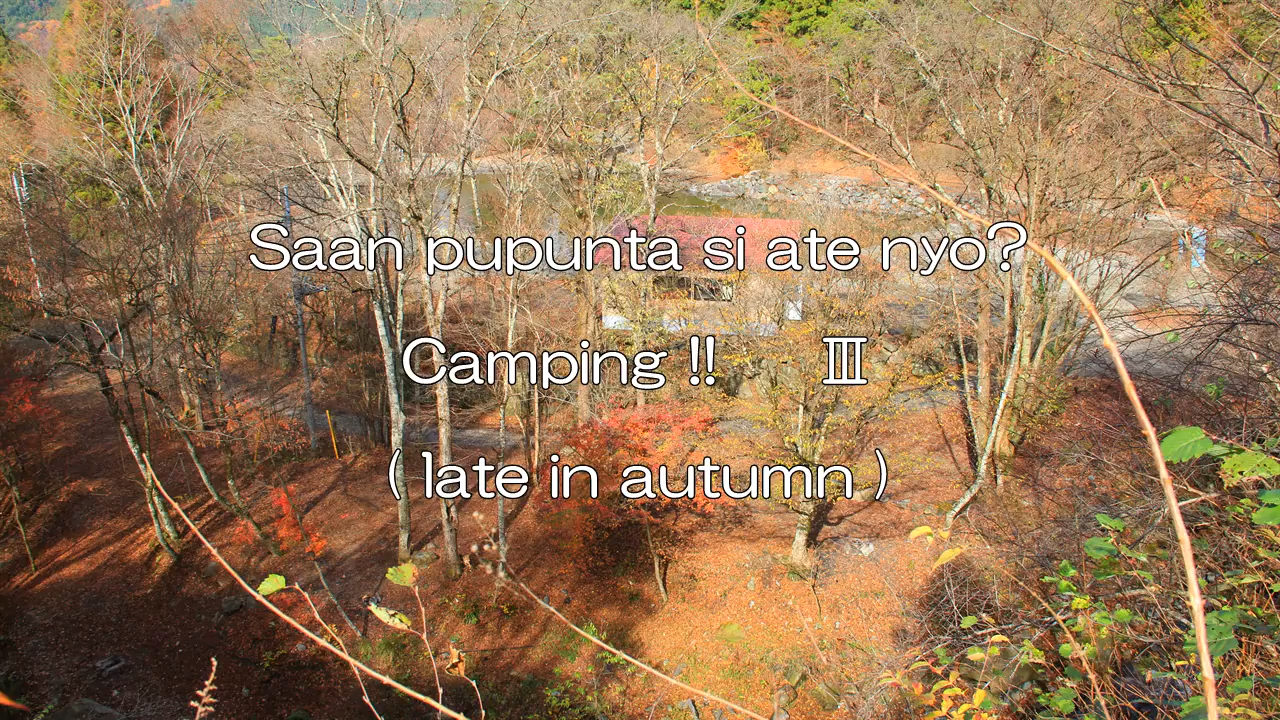 Saan pupunta si ate nyo?
Camping !! Ⅲ
( late in autumn )